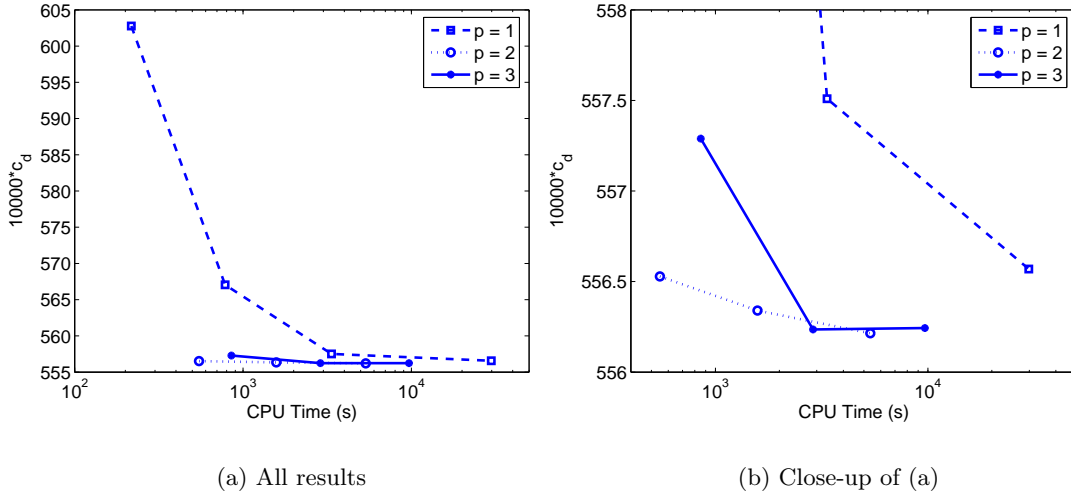 605
600
595
590
585
580
575
570
565
560
555
10000*c_d
10^2
10^3
10^4
CPU Time (s)
p = 1
p = 2
p = 3
(a) All results
558
557.5
557
556.5
556
10000*c_d
10^3
10^4
CPU Time (s)
p = 1
p = 2
p = 3
(b) Close-up of (a)